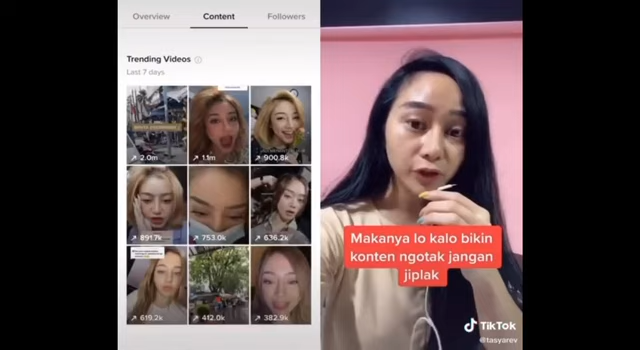 Overview Content Followers
Trending Videos
Last 7 days
2.0m 1.1m 900.8k
891.7k 753.0k 636.2k
619.2k 412.0k 382.9k
Makanya lo kalo bikin
konten ngotak jangan
jiplak
TikTok
@tasyarev